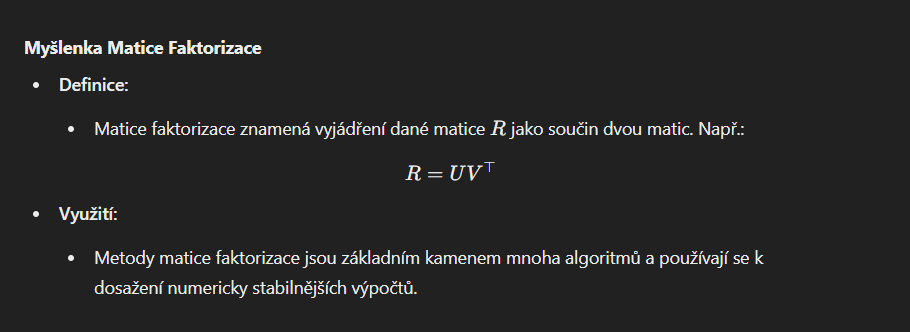 Myšlenka Matice Faktorizace
• Definice:
• Matice faktorizace znamená vyjádření dané matice R jako součin dvou matic. Např.:
R = UV⊤
• Využití:
• Metody matice faktorizace jsou základním kamenem mnoha algoritmů a používají se k
dosažení numericky stabilnějších výpočtů.